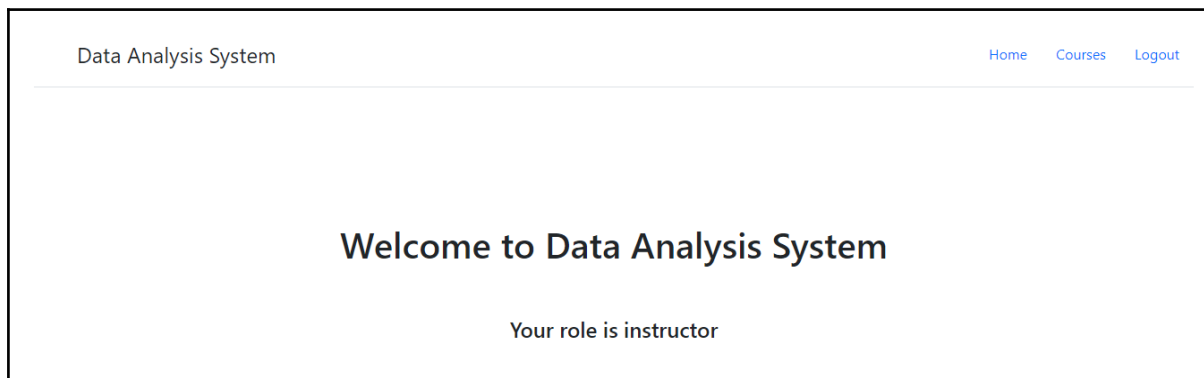 Data Analysis System
Home Courses Logout
Welcome to Data Analysis System
Your role is instructor